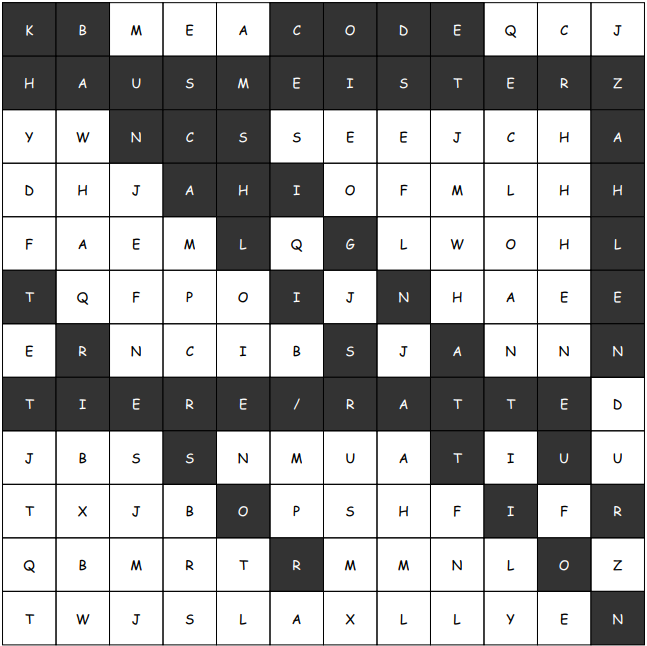 K B M E A C O D E Q C J
H A U S M E I S T E R Z
Y W N C S S E E J C H A
D H J A H I O F M L H H
F A E M L Q G L W O H L
T Q F P O I J N H A E E
E R N C I B S J A N N N
T I E R E / R A T T E D
J B S S N M U A T I U U
T X J B O P S H F I F R
Q B M R T R M M N L O Z
T W J S L A X L L Y E N